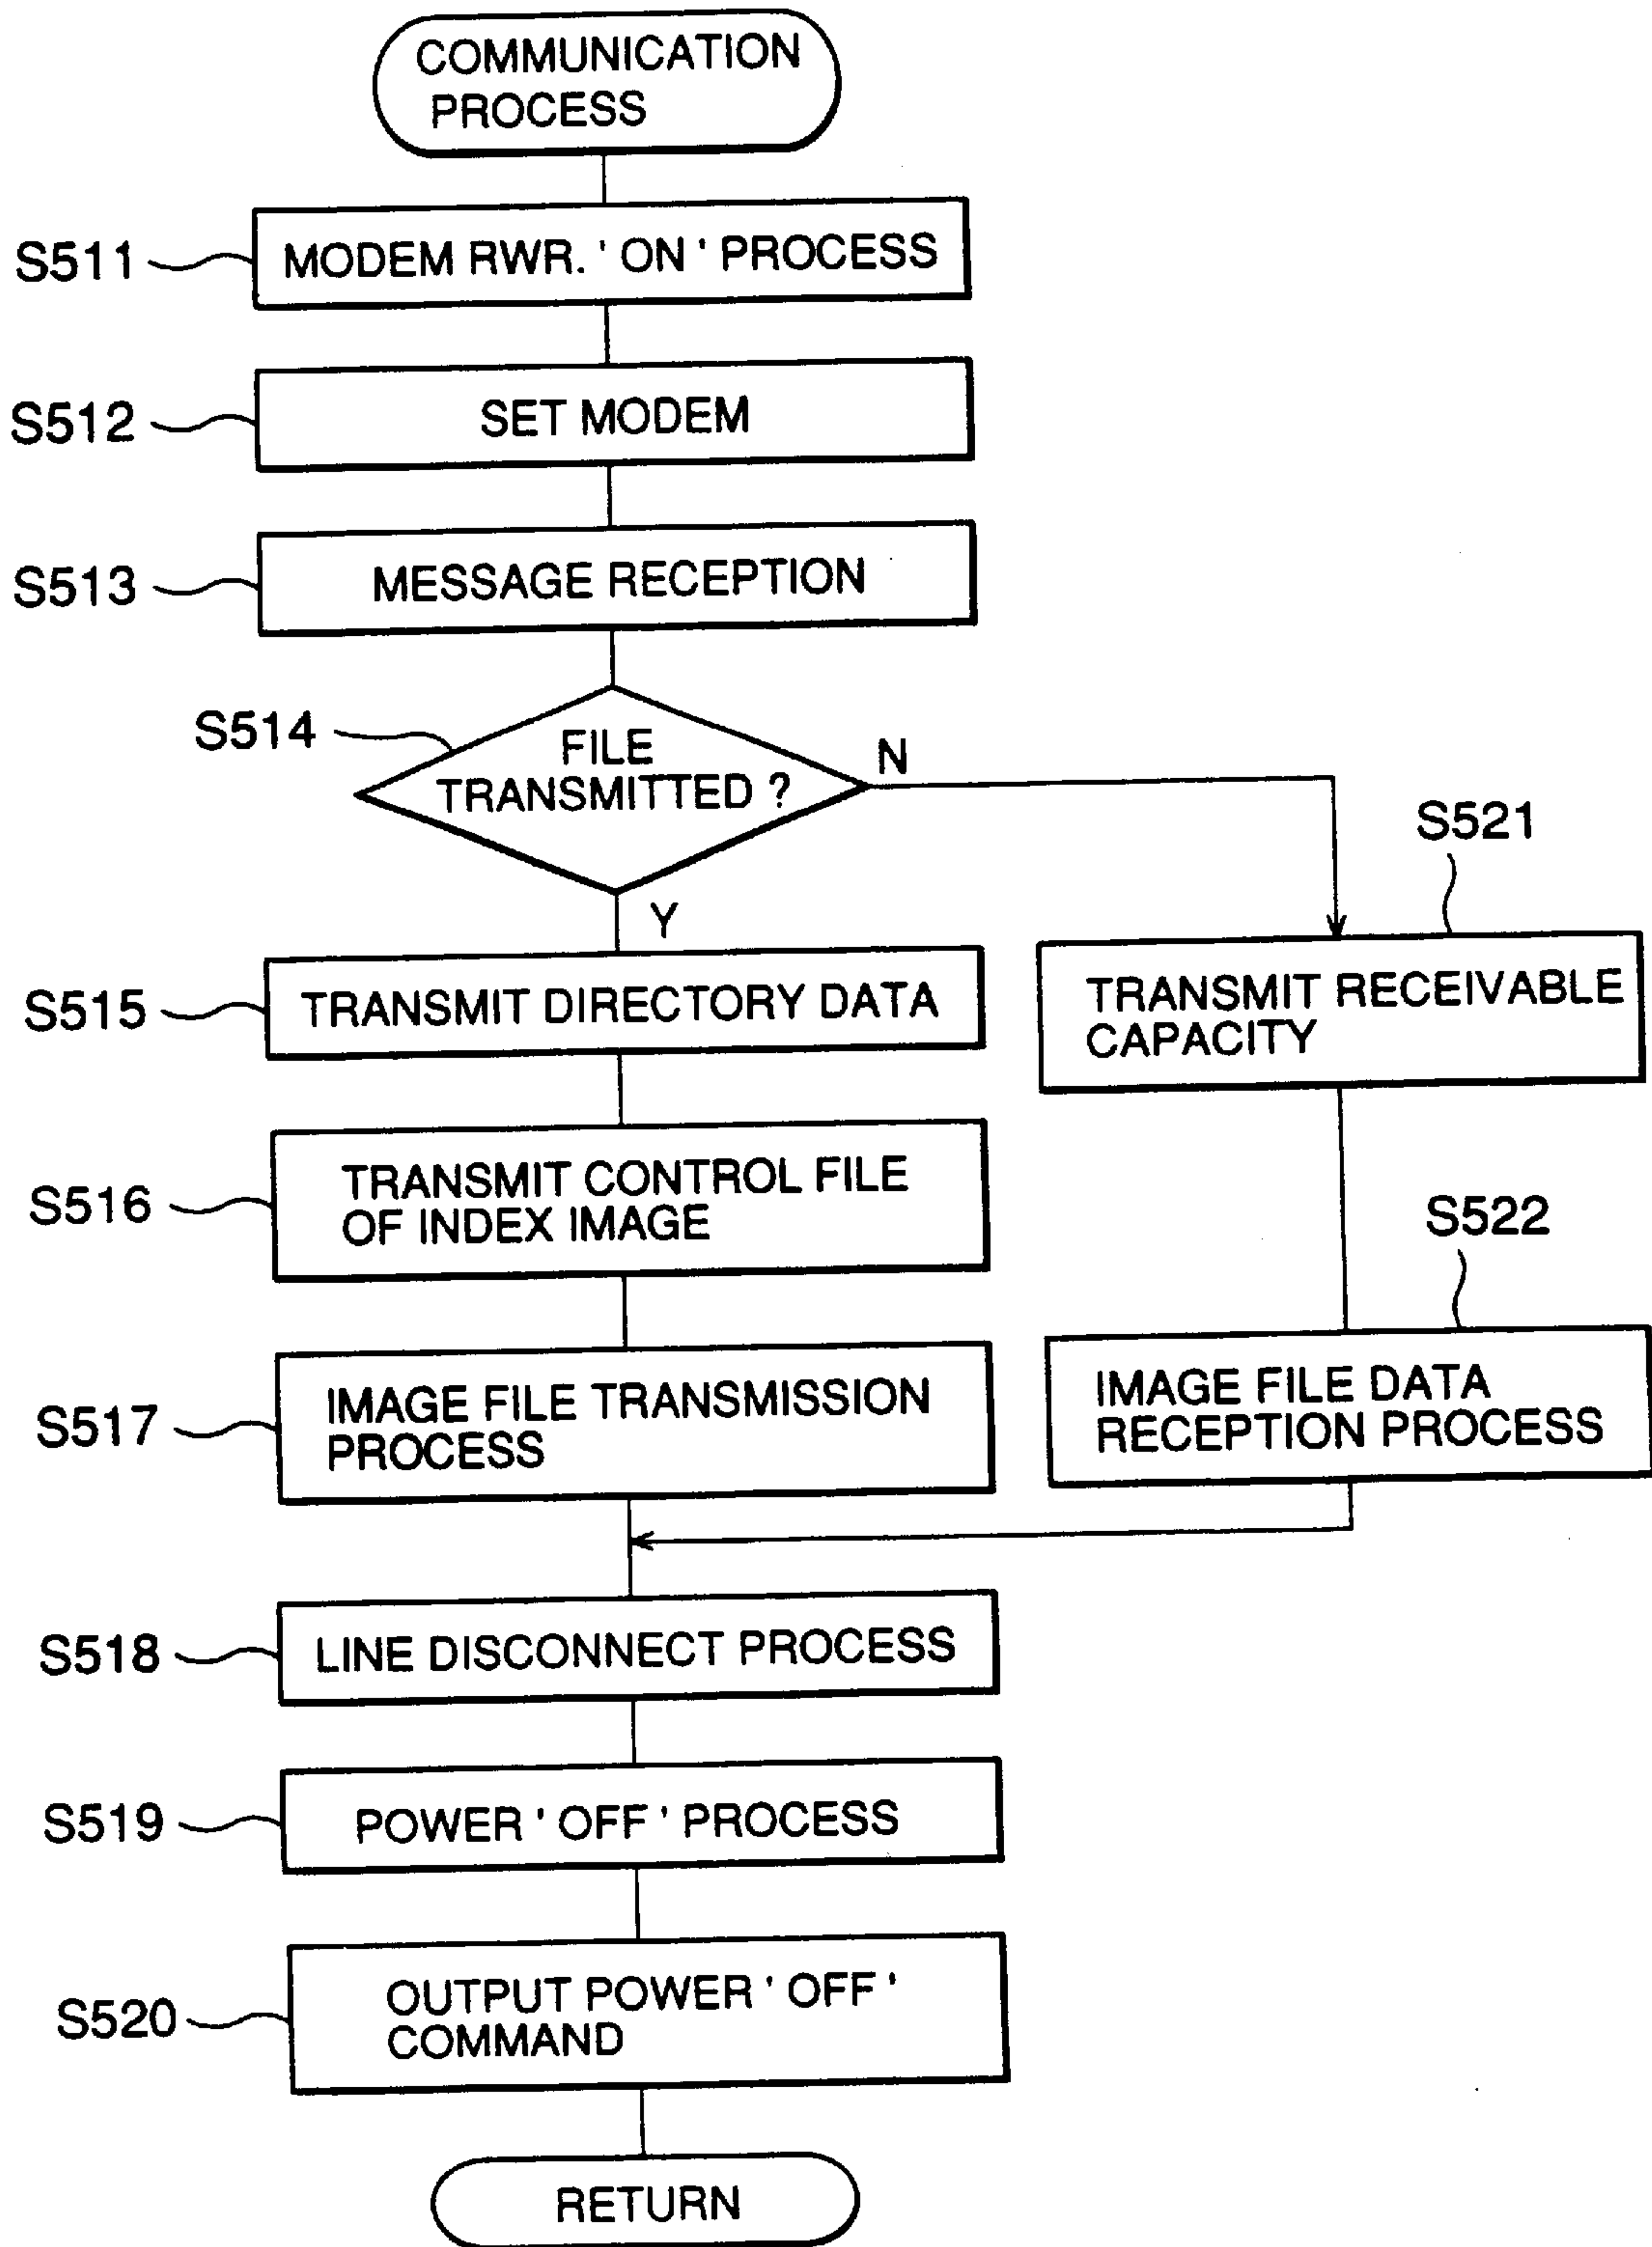 COMMUNICATION
PROCESS
S511
MODEM RWR. ' ON ' PROCESS
S512
SET MODEM
S513
MESSAGE RECEPTION
S514
FILE
TRANSMITTED ?
N
Y
S521
TRANSMIT RECEIVABLE
CAPACITY
S515
TRANSMIT DIRECTORY DATA
S516
TRANSMIT CONTROL FILE
OF INDEX IMAGE
S522
IMAGE FILE DATA
RECEPTION PROCESS
S517
IMAGE FILE TRANSMISSION
PROCESS
S518
LINE DISCONNECT PROCESS
S519
POWER ' OFF ' PROCESS
S520
OUTPUT POWER ' OFF '
COMMAND
RETURN